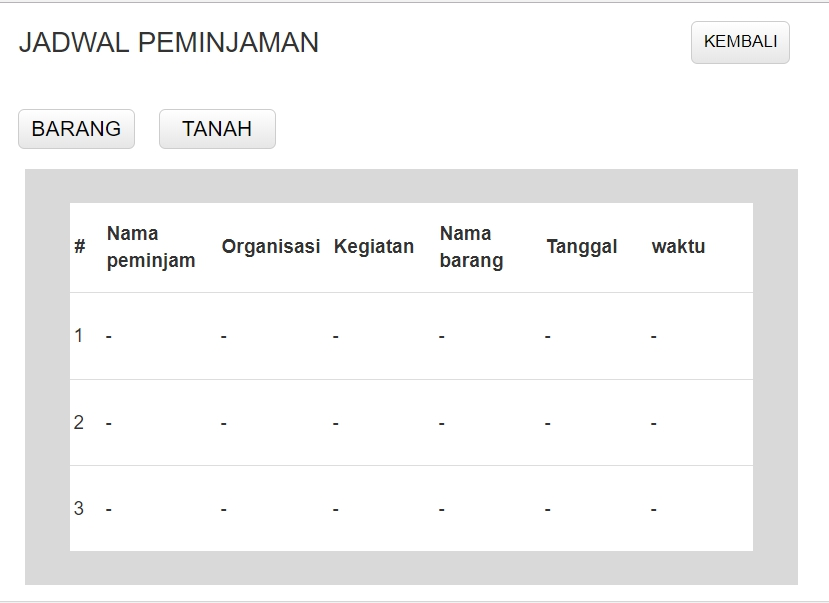 JADWAL PEMINJAMAN
KEMBALI
BARANG TANAH
# Nama peminjam Organisasi Kegiatan Nama barang Tanggal waktu
1 - - - - - -
2 - - - - - -
3 - - - - - -